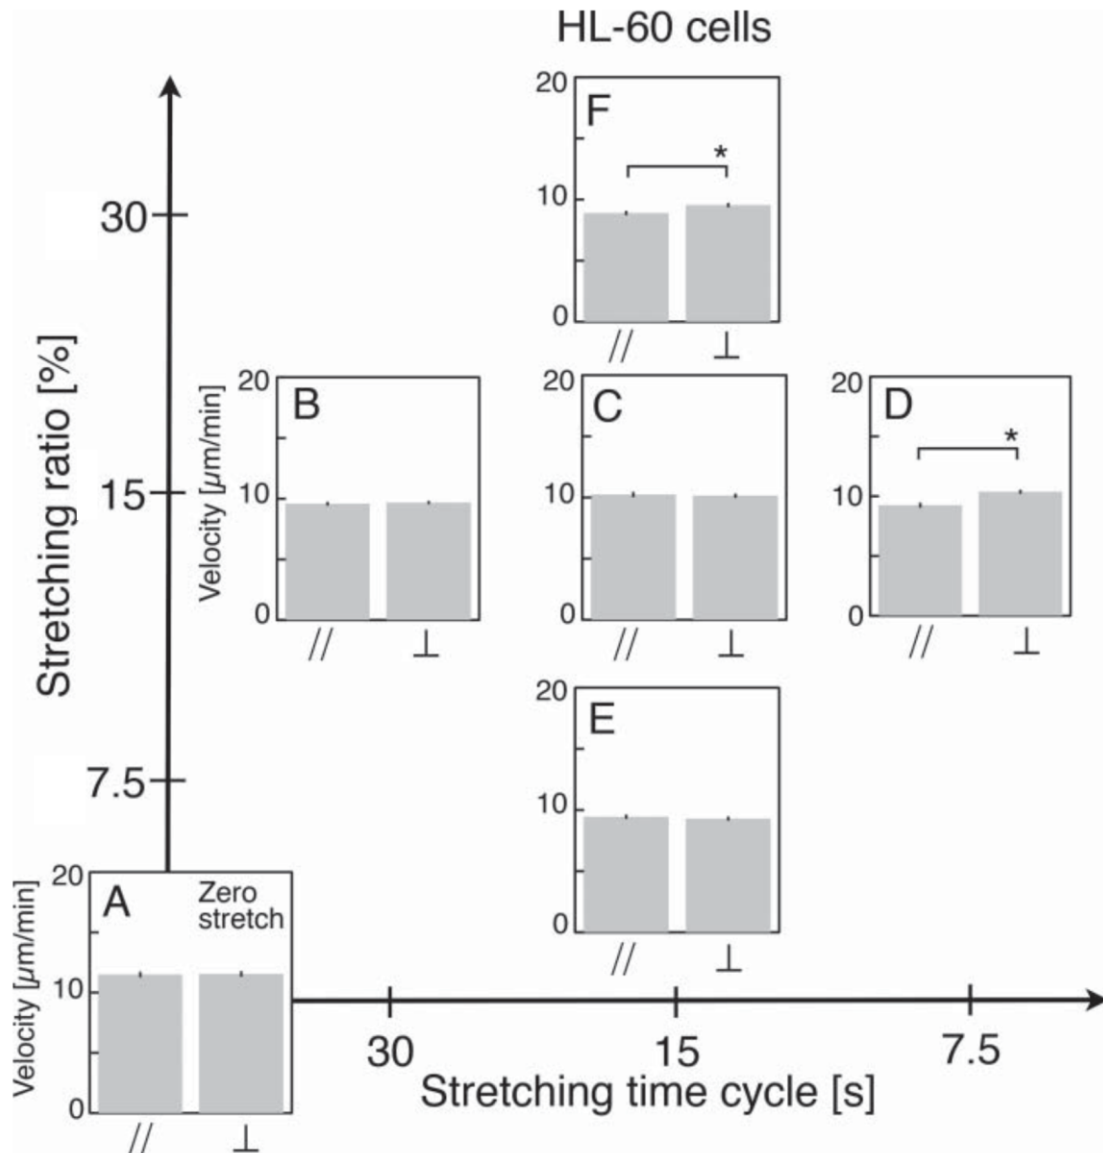 HL-60 cells
Stretching ratio [%]
30
15
7.5
F
20
10
0
*
// ⊥
B
Velocity [µm/min]
20
10
0
// ⊥
C
20
10
0
// ⊥
D
20
10
0
*
// ⊥
E
20
10
0
// ⊥
A
Zero
stretch
Velocity [µm/min]
20
10
0
// ⊥
30 15 7.5
Stretching time cycle [s]